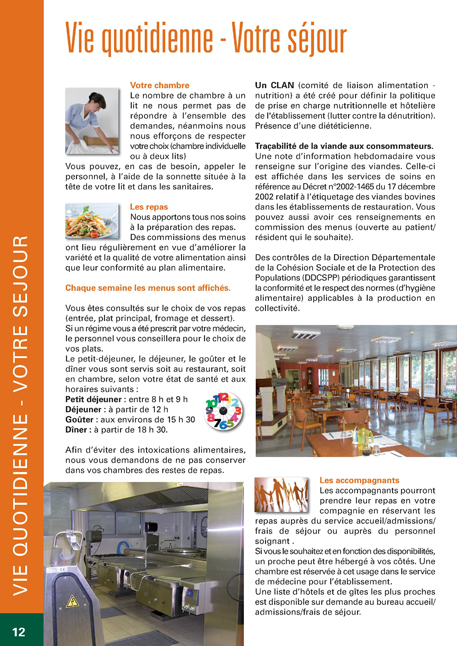 Vie quotidienne - Votre séjour
Votre chambre
Le nombre de chambre à un
lit ne nous permet pas de
répondre à l'ensemble des
demandes, néanmoins nous
nous efforçons de respecter
votre choix (chambre individuelle
ou à deux lits)
Vous pouvez, en cas de besoin, appeler le
personnel, à l'aide de la sonnette située à la
tête de votre lit et dans les sanitaires.
Les repas
Nous apportons tous nos soins
à la préparation des repas.
Des commissions des menus
ont lieu régulièrement en vue d'améliorer la
variété et la qualité de votre alimentation ainsi
que leur conformité au plan alimentaire.
Chaque semaine les menus sont affichés.
Vous êtes consultés sur le choix de vos repas
(entrée, plat principal, fromage et dessert).
Si un régime vous a été prescrit par votre médecin,
le personnel vous conseillera pour le choix de
vos plats.
Le petit-déjeuner, le déjeuner, le goûter et le
dîner vous sont servis soit au restaurant, soit
en chambre, selon votre état de santé et aux
horaires suivants :
Petit déjeuner : entre 8 h et 9 h
Déjeuner : à partir de 12 h
Goûter : aux environs de 15 h 30
Dîner : à partir de 18 h 30.
Afin d'éviter des intoxications alimentaires,
nous vous demandons de ne pas conserver
dans vos chambres des restes de repas.
Un CLAN (comité de liaison alimentation -
nutrition) a été créé pour définir la politique
de prise en charge nutritionnelle et hôtelière
de l'établissement (lutter contre la dénutrition).
Présence d'une diététicienne.
Traçabilité de la viande aux consommateurs.
Une note d'information hebdomadaire vous
renseigne sur l'origine des viandes. Celle-ci
est affichée dans les services de soins en
référence au Décret n°2002-1465 du 17 décembre
2002 relatif à l'étiquetage des viandes bovines
dans les établissements de restauration. Vous
pouvez aussi avoir ces renseignements en
commission des menus (ouverte au patient/
résident qui le souhaite).
Des contrôles de la Direction Départementale
de la Cohésion Sociale et de la Protection des
Populations (DDCSPP) périodiques garantissent
la conformité et le respect des normes (d'hygiène
alimentaire) applicables à la production en
collectivité.
Les accompagnants
Les accompagnants pourront
prendre leur repas en votre
compagnie en réservant les
repas auprès du service accueil/admissions/
frais de séjour ou auprès du personnel
soignant .
Si vous le souhaitez et en fonction des disponibilités,
un proche peut être hébergé à vos côtés. Une
chambre est réservée à cet usage dans le service
de médecine pour l'établissement.
Une liste d'hôtels et de gîtes les plus proches
est disponible sur demande au bureau accueil/
admissions/frais de séjour.
VIE QUOTIDIENNE - VOTRE SEJOUR
12